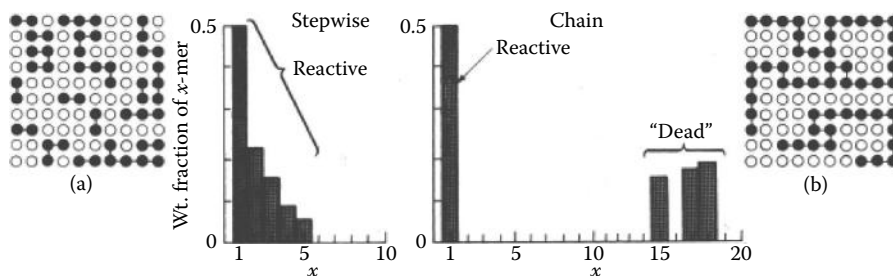 (a)
Wt. fraction of x-mer
0.5
0
Stepwise
Reactive
1
5
10
x
0.5
0
Chain
Reactive
"Dead"
1
5
10
15
20
x
(b)